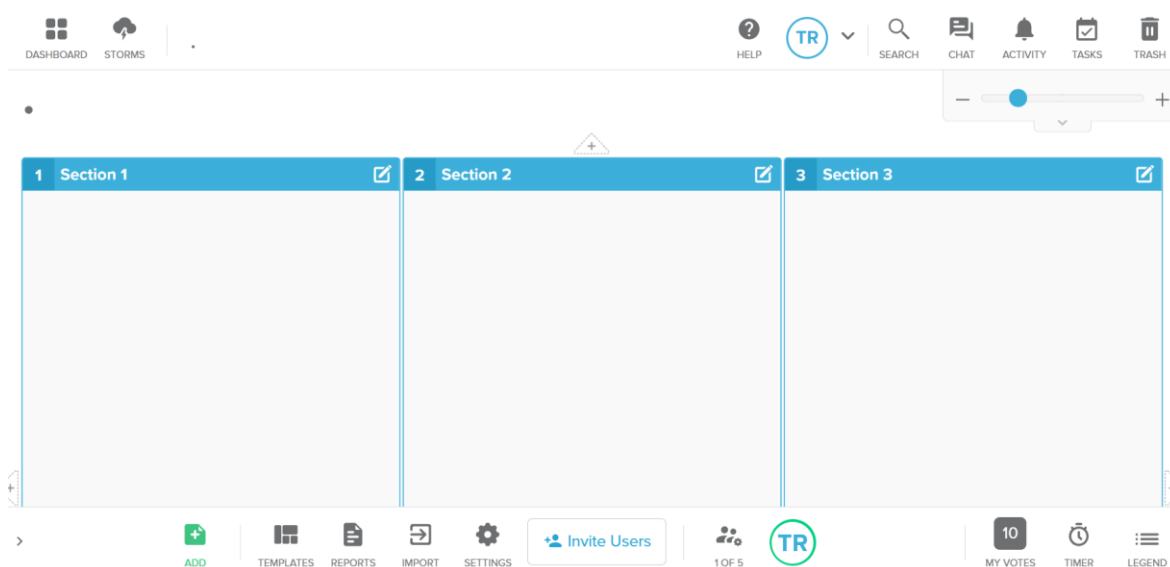 DASHBOARD STORMS . HELP TR SEARCH CHAT ACTIVITY TASKS TRASH
1 Section 1 2 Section 2 3 Section 3
ADD TEMPLATES REPORTS IMPORT SETTINGS Invite Users 1 OF 5 TR 10 MY VOTES TIMER LEGEND